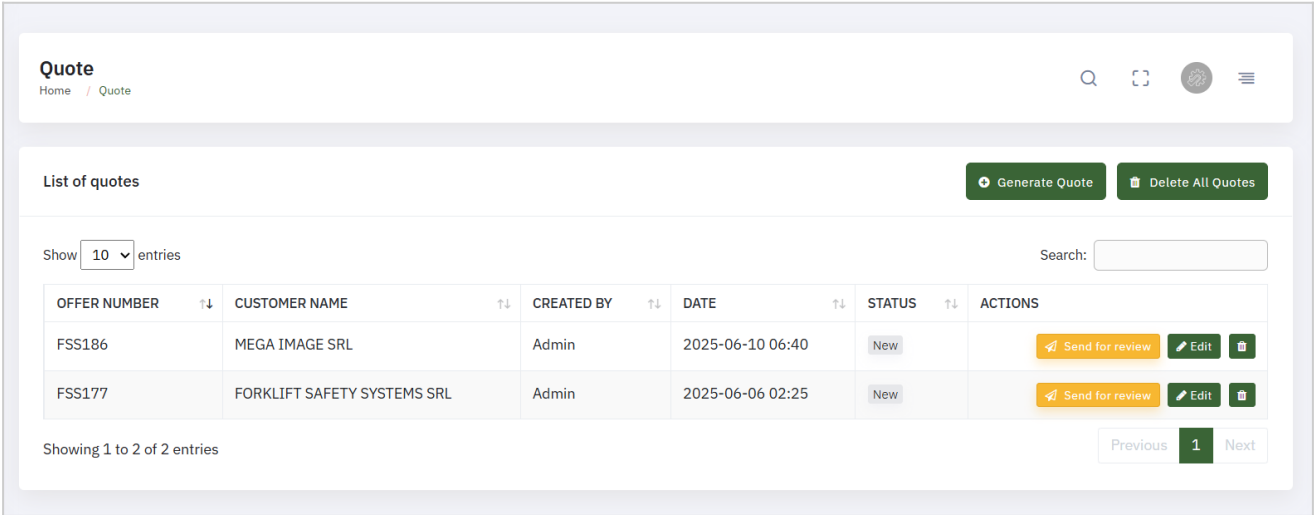 Quote
Home / Quote
List of quotes
Generate Quote
Delete All Quotes
Show 10 entries
Search:
OFFER NUMBER CUSTOMER NAME CREATED BY DATE STATUS ACTIONS
FSS186 MEGA IMAGE SRL Admin 2025-06-10 06:40 New Send for review Edit
FSS177 FORKLIFT SAFETY SYSTEMS SRL Admin 2025-06-06 02:25 New Send for review Edit
Showing 1 to 2 of 2 entries
Previous 1 Next